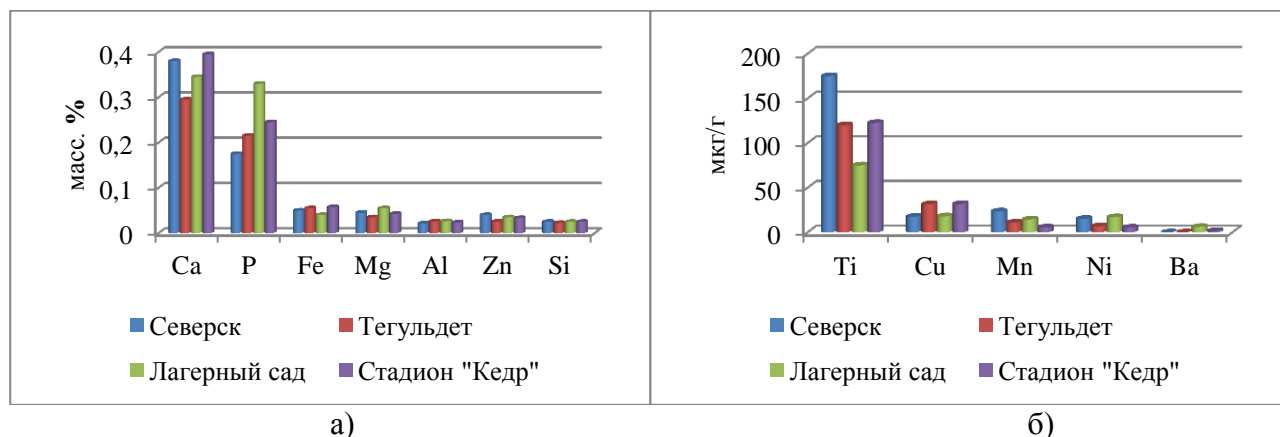 масс. %
0,4
0,3
0,2
0,1
0
Ca P Fe Mg Al Zn Si
Северск Тегульдет
Лагерный сад Стадион "Кедр"
а)
мкг/г
200
150
100
50
0
Ti Cu Mn Ni Ba
Северск Тегульдет
Лагерный сад Стадион "Кедр"
б)